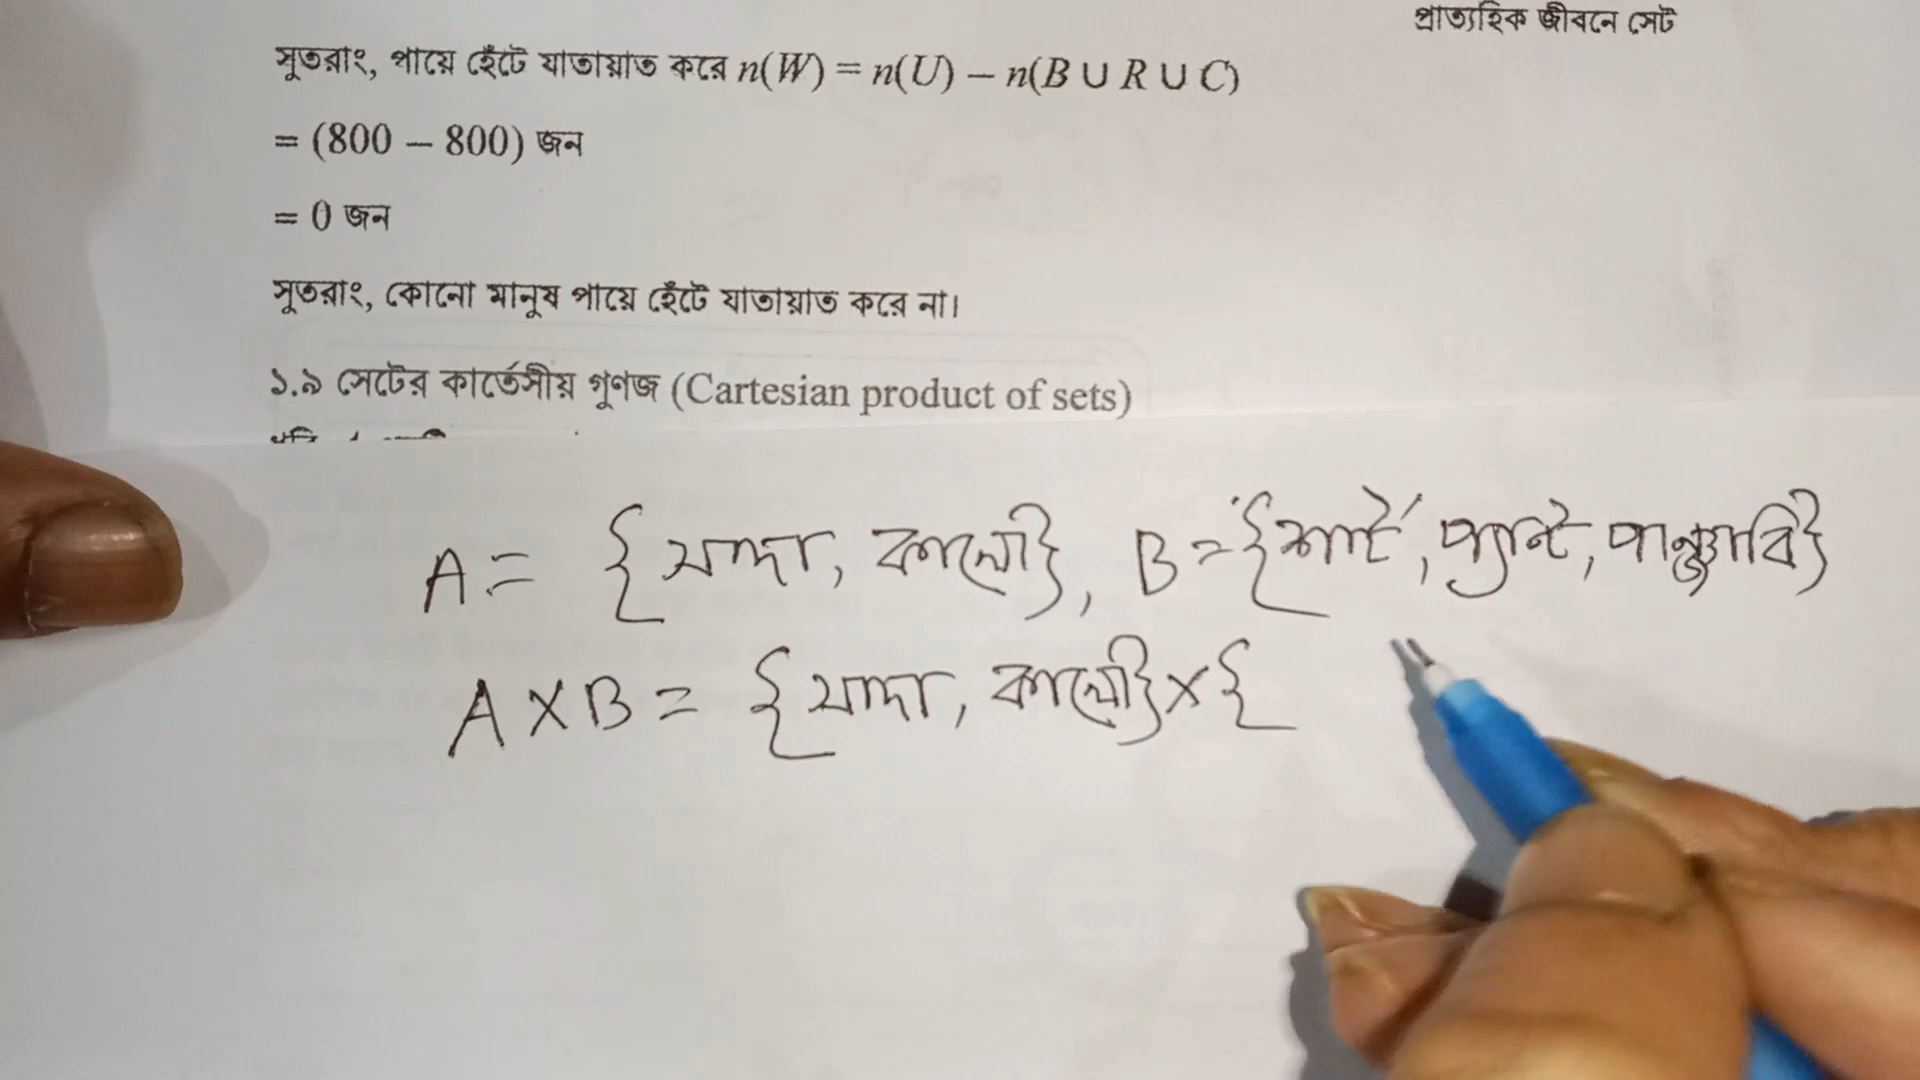 প্রাত্যহিক জীবনে সেট
সুতরাং, পায়ে হেঁটে যাতায়াত করে n(W) = n(U) – n(B ∪ R ∪ C)
= (800 – 800) জন
= 0 জন
সুতরাং, কোনো মানুষ পায়ে হেঁটে যাতায়াত করে না।
১.৯ সেটের কার্তেসীয় গুণজ (Cartesian product of sets)
A = { সাদা, কালো}, B = {শার্ট, প্যান্ট, পাঞ্জাবি}
A × B = { সাদা, কালো} × {